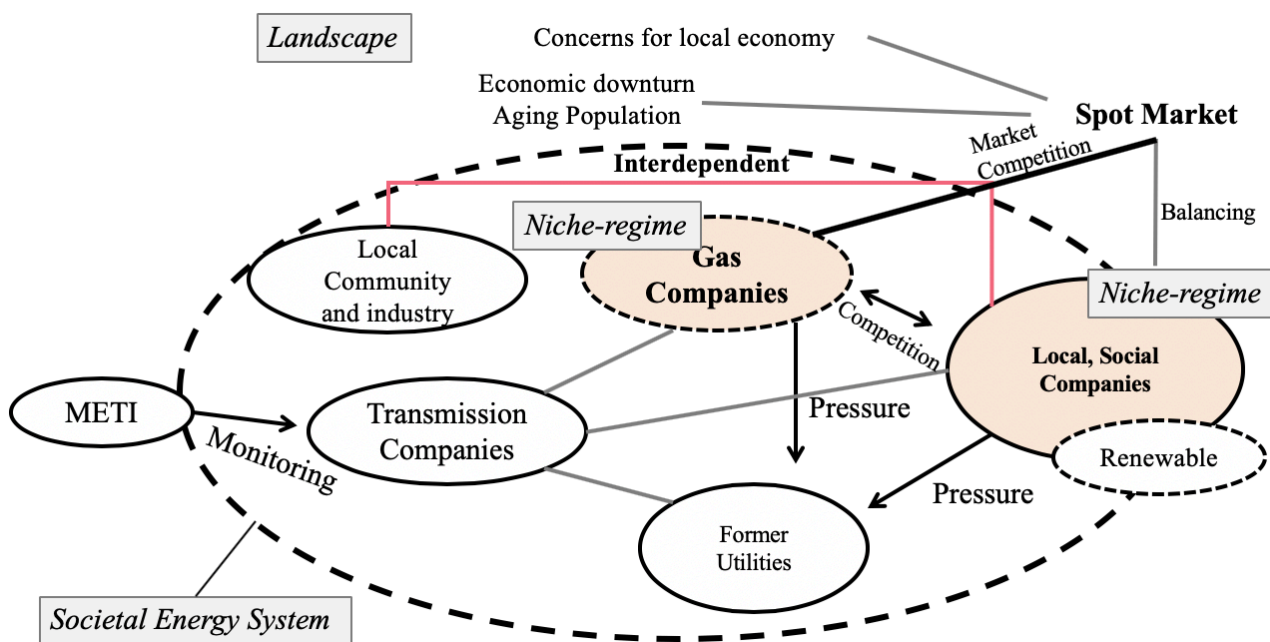 Landscape
Concerns for local economy
Economic downturn
Aging Population
Spot Market
Market
Competition
Interdependent
Balancing
Niche-regime
Local
Community
and industry
Gas
Companies
Niche-regime
Competition
Local, Social
Companies
METI
Monitoring
Transmission
Companies
Pressure
Renewable
Pressure
Former
Utilities
Societal Energy System